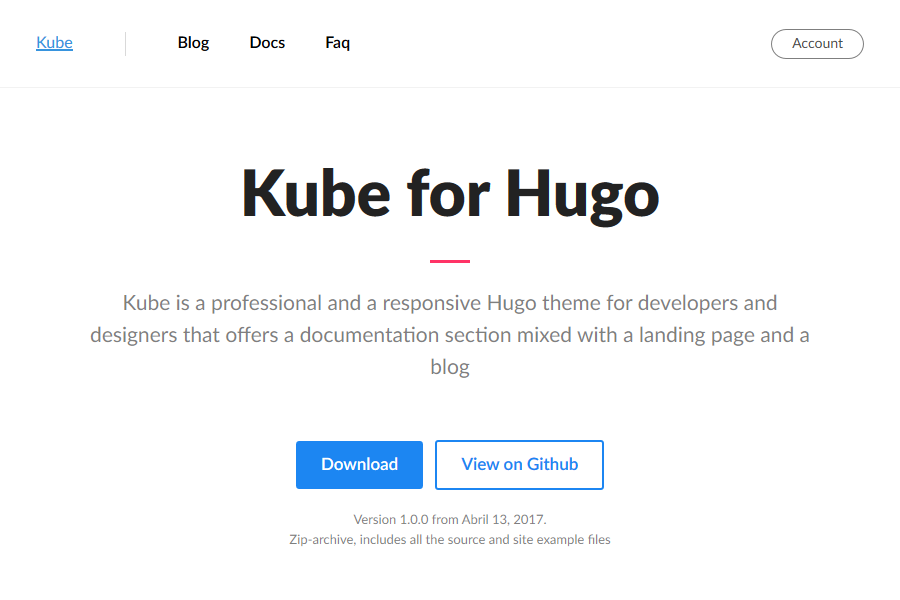 Kube
Blog
Docs
Faq
Account
Kube for Hugo
Kube is a professional and a responsive Hugo theme for developers and
designers that offers a documentation section mixed with a landing page and a
blog
Download
View on Github
Version 1.0.0 from Abril 13, 2017.
Zip-archive, includes all the source and site example files